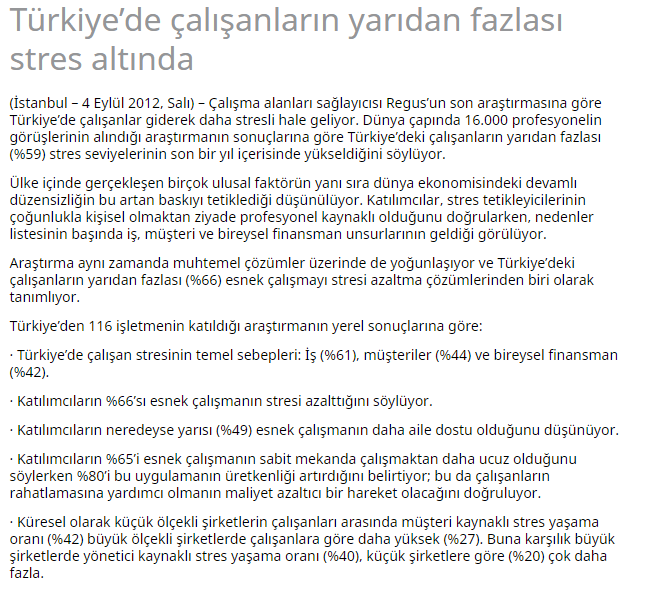 Türkiye’de çalışanların yarıdan fazlası
stres altında
(İstanbul – 4 Eylül 2012, Salı) – Çalışma alanları sağlayıcısı Regus’un son araştırmasına göre
Türkiye’de çalışanlar giderek daha stresli hale geliyor. Dünya çapında 16.000 profesyonelin
görüşlerinin alındığı araştırmanın sonuçlarına göre Türkiye’deki çalışanların yarıdan fazlası
(%59) stres seviyelerinin son bir yıl içerisinde yükseldiğini söylüyor.
Ülke içinde gerçekleşen birçok ulusal faktörün yanı sıra dünya ekonomisindeki devamlı
düzensizliğin bu artan baskıyı tetiklediği düşünülüyor. Katılımcılar, stres tetikleyicilerinin
çoğunlukla kişisel olmaktan ziyade profesyonel kaynaklı olduğunu doğrularken, nedenler
listesinin başında iş, müşteri ve bireysel finansman unsurlarının geldiği görülüyor.
Araştırma aynı zamanda muhtemel çözümler üzerinde de yoğunlaşıyor ve Türkiye’deki
çalışanların yarıdan fazlası (%66) esnek çalışmayı stresi azaltma çözümlerinden biri olarak
tanımlıyor.
Türkiye’den 116 işletmenin katıldığı araştırmanın yerel sonuçlarına göre:
· Türkiye’de çalışan stresinin temel sebepleri: İş (%61), müşteriler (%44) ve bireysel finansman
(%42).
· Katılımcıların %66’sı esnek çalışmanın stresi azalttığını söylüyor.
· Katılımcıların neredeyse yarısı (%49) esnek çalışmanın daha aile dostu olduğunu düşünüyor.
· Katılımcıların %65’i esnek çalışmanın sabit mekanda çalışmaktan daha ucuz olduğunu
söylerken %80’i bu uygulamanın üretkenliği artırdığını belirtiyor; bu da çalışanların
rahatlamasına yardımcı olmanın maliyet azaltıcı bir hareket olacağını doğruluyor.
· Küresel olarak küçük ölçekli şirketlerin çalışanları arasında müşteri kaynaklı stres yaşama
oranı (%42) büyük ölçekli şirketlerde çalışanlara göre daha yüksek (%27). Buna karşılık büyük
şirketlerde yönetici kaynaklı stres yaşama oranı (%40), küçük şirketlere göre (%20) çok daha
fazla.